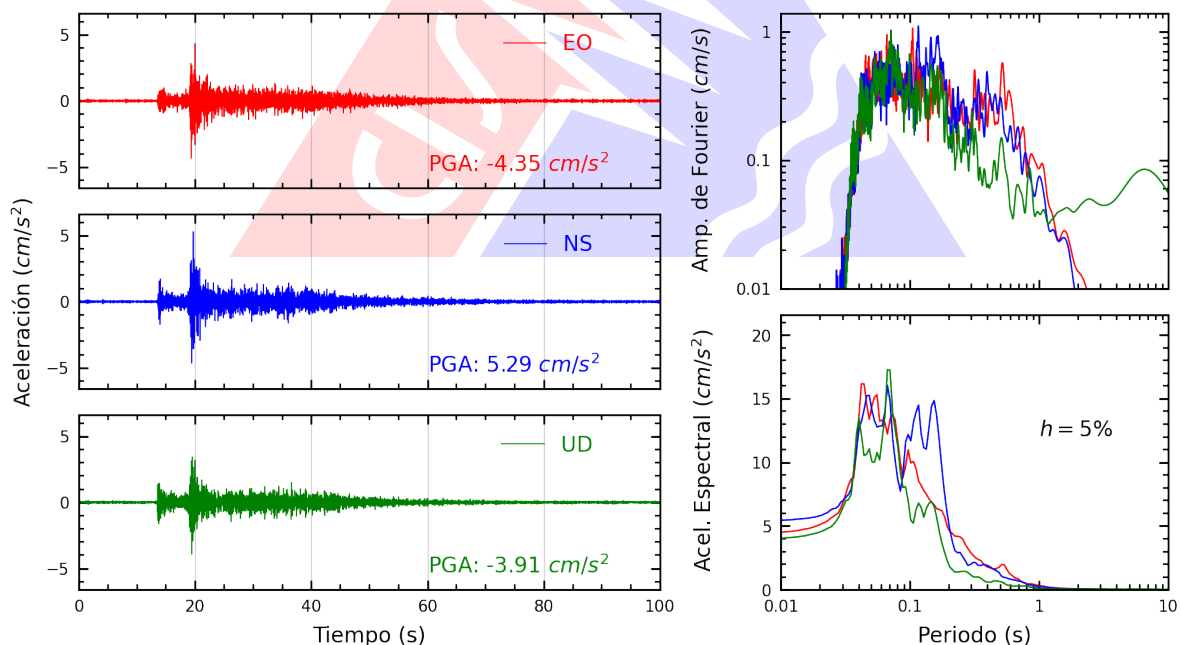 Aceleración (cm/s²)
5
0
−5
EO
PGA: -4.35 cm/s²
5
0
−5
NS
PGA: 5.29 cm/s²
5
0
−5
UD
PGA: -3.91 cm/s²
0 20 40 60 80 100
Tiempo (s)
Amp. de Fourier (cm/s)
1
0.1
0.01
Acel. Espectral (cm/s²)
20
15
10
5
0
h = 5%
0.01 0.1 1 10
Periodo (s)